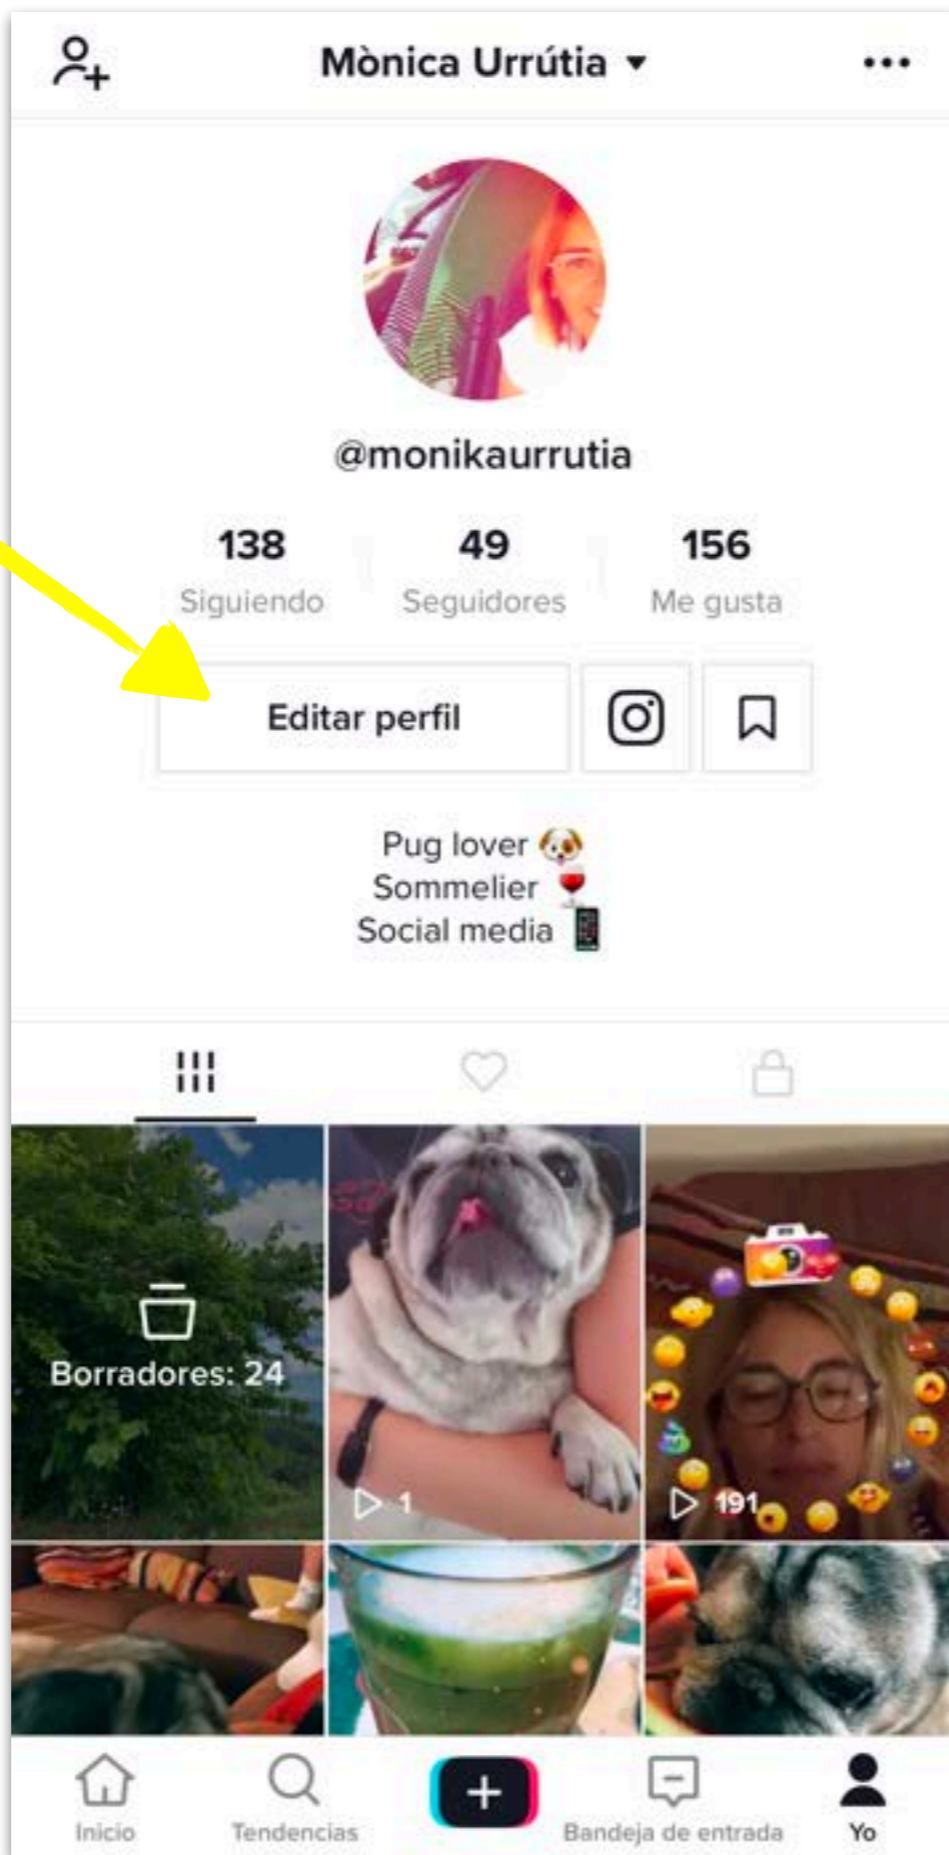 Mònica Urrútia
@monikaurrutia
138 49 156
Siguiendo Seguidores Me gusta
Editar perfil
Pug lover
Sommelier
Social media
Borradores: 24
1
191
Inicio Tendencias Bandeja de entrada Yo